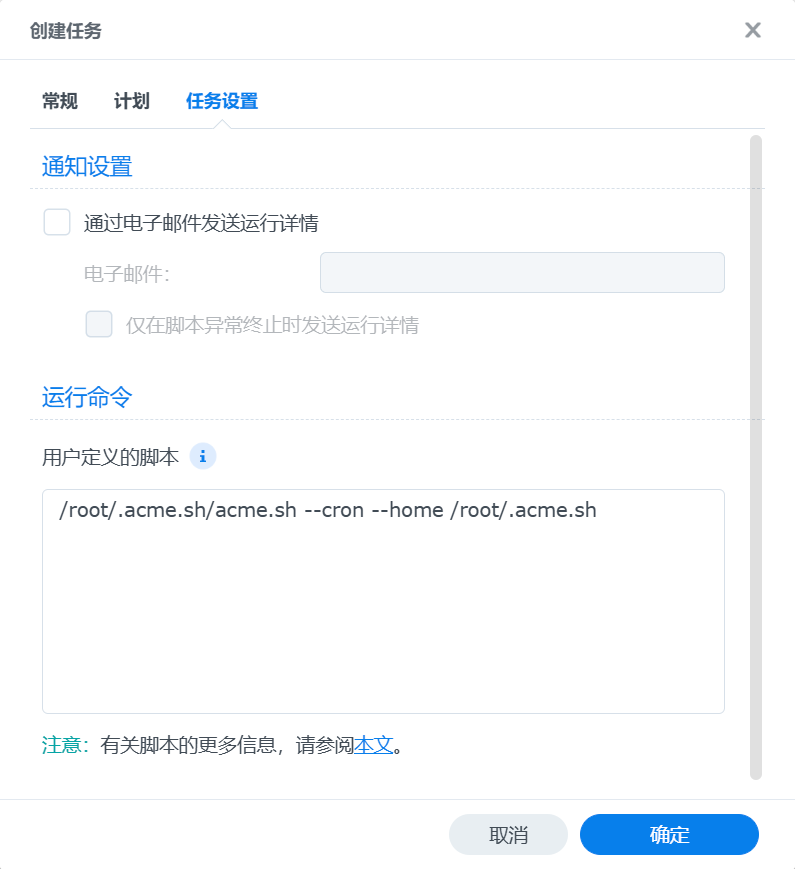 创建任务
常规 计划 任务设置
通知设置
通过电子邮件发送运行详情
电子邮件:
仅在脚本异常终止时发送运行详情
运行命令
用户定义的脚本
/root/.acme.sh/acme.sh --cron --home /root/.acme.sh
注意：有关脚本的更多信息，请参阅本文。
取消 确定